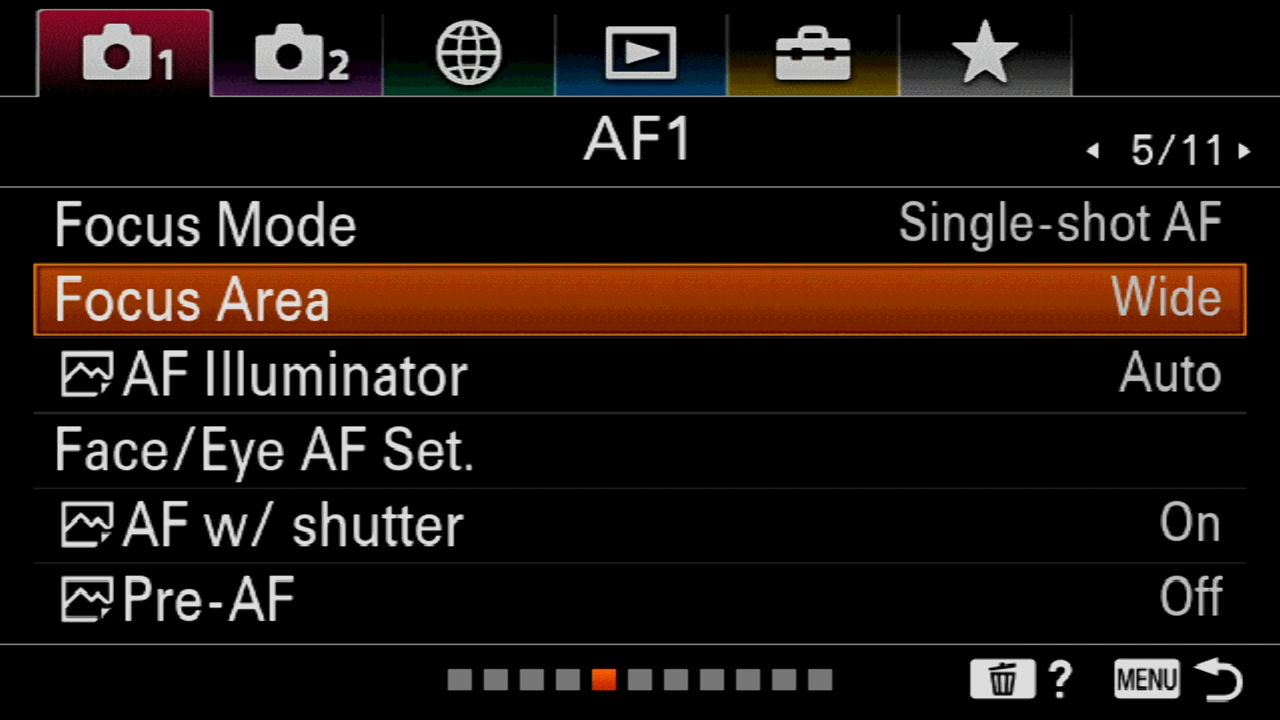 1 2
AF1
5/11
Focus Mode Single-shot AF
Focus Area Wide
AF Illuminator Auto
Face/Eye AF Set.
AF w/ shutter On
Pre-AF Off
? MENU